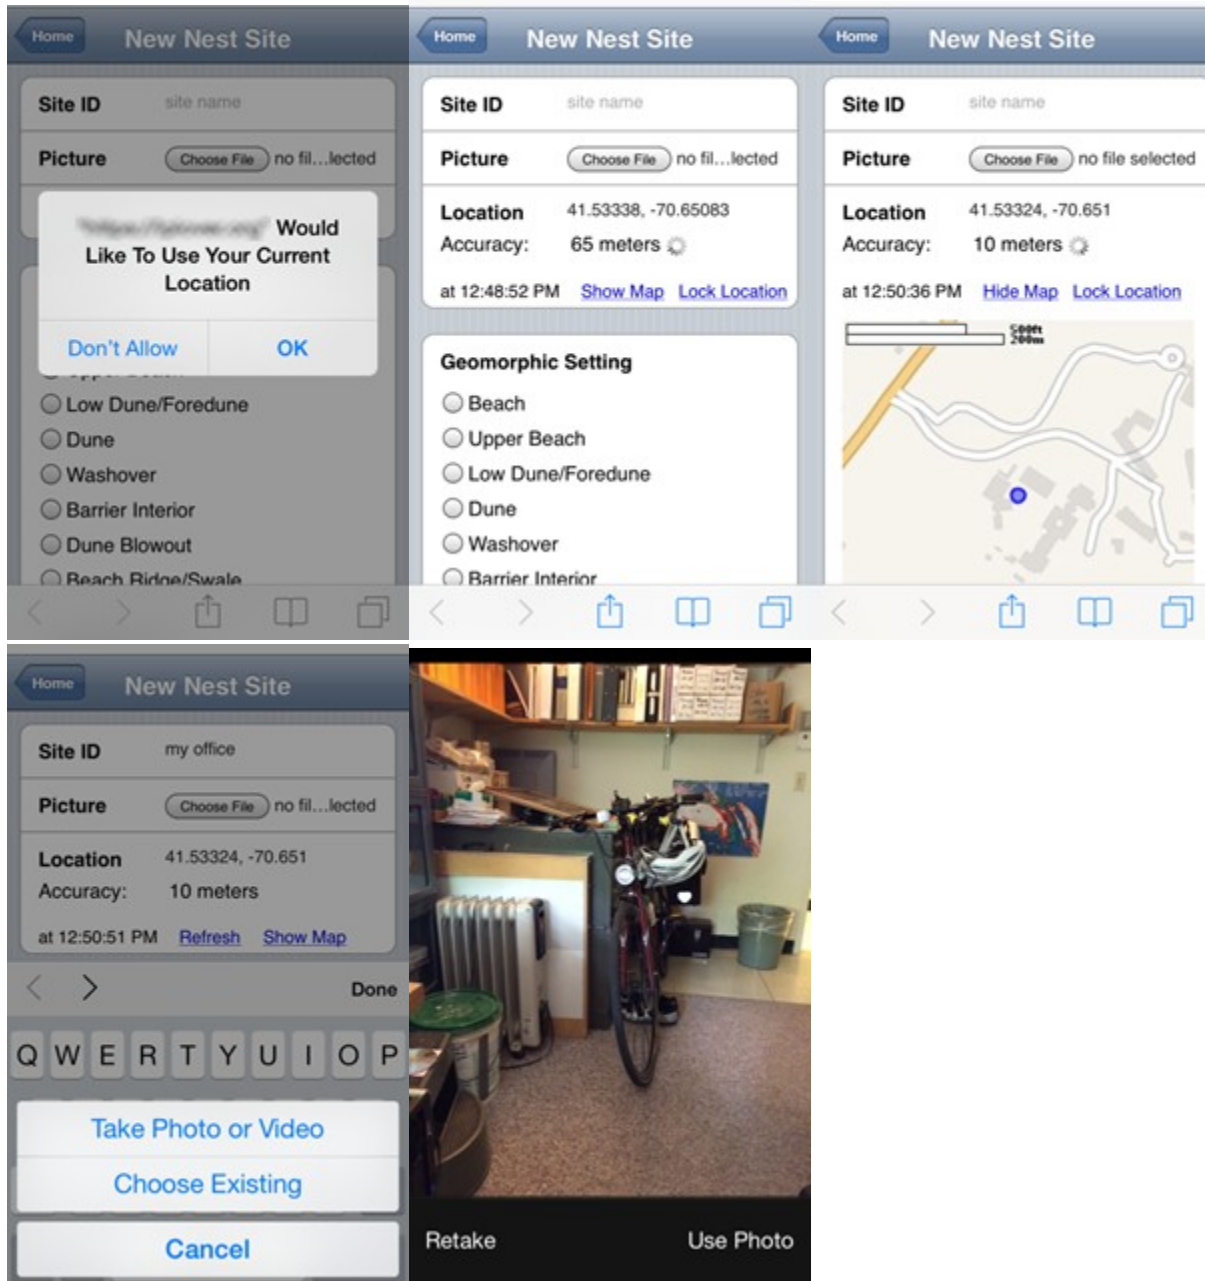 Home New Nest Site
Site ID site name
Picture Choose File no fil...lected
Would
Like To Use Your Current
Location
Don't Allow OK
Low Dune/Foredune
Dune
Washover
Barrier Interior
Dune Blowout
Beach Ridge/Swale
Home New Nest Site
Site ID site name
Picture Choose File no fil...lected
Location 41.53338, -70.65083
Accuracy: 65 meters
at 12:48:52 PM Show Map Lock Location
Geomorphic Setting
Beach
Upper Beach
Low Dune/Foredune
Dune
Washover
Barrier Interior
Home New Nest Site
Site ID site name
Picture Choose File no file selected
Location 41.53324, -70.651
Accuracy: 10 meters
at 12:50:36 PM Hide Map Lock Location
500ft
200m
Home New Nest Site
Site ID my office
Picture Choose File no fil...lected
Location 41.53324, -70.651
Accuracy: 10 meters
at 12:50:51 PM Refresh Show Map
Done
Q W E R T Y U I O P
Take Photo or Video
Choose Existing
Cancel
Retake Use Photo